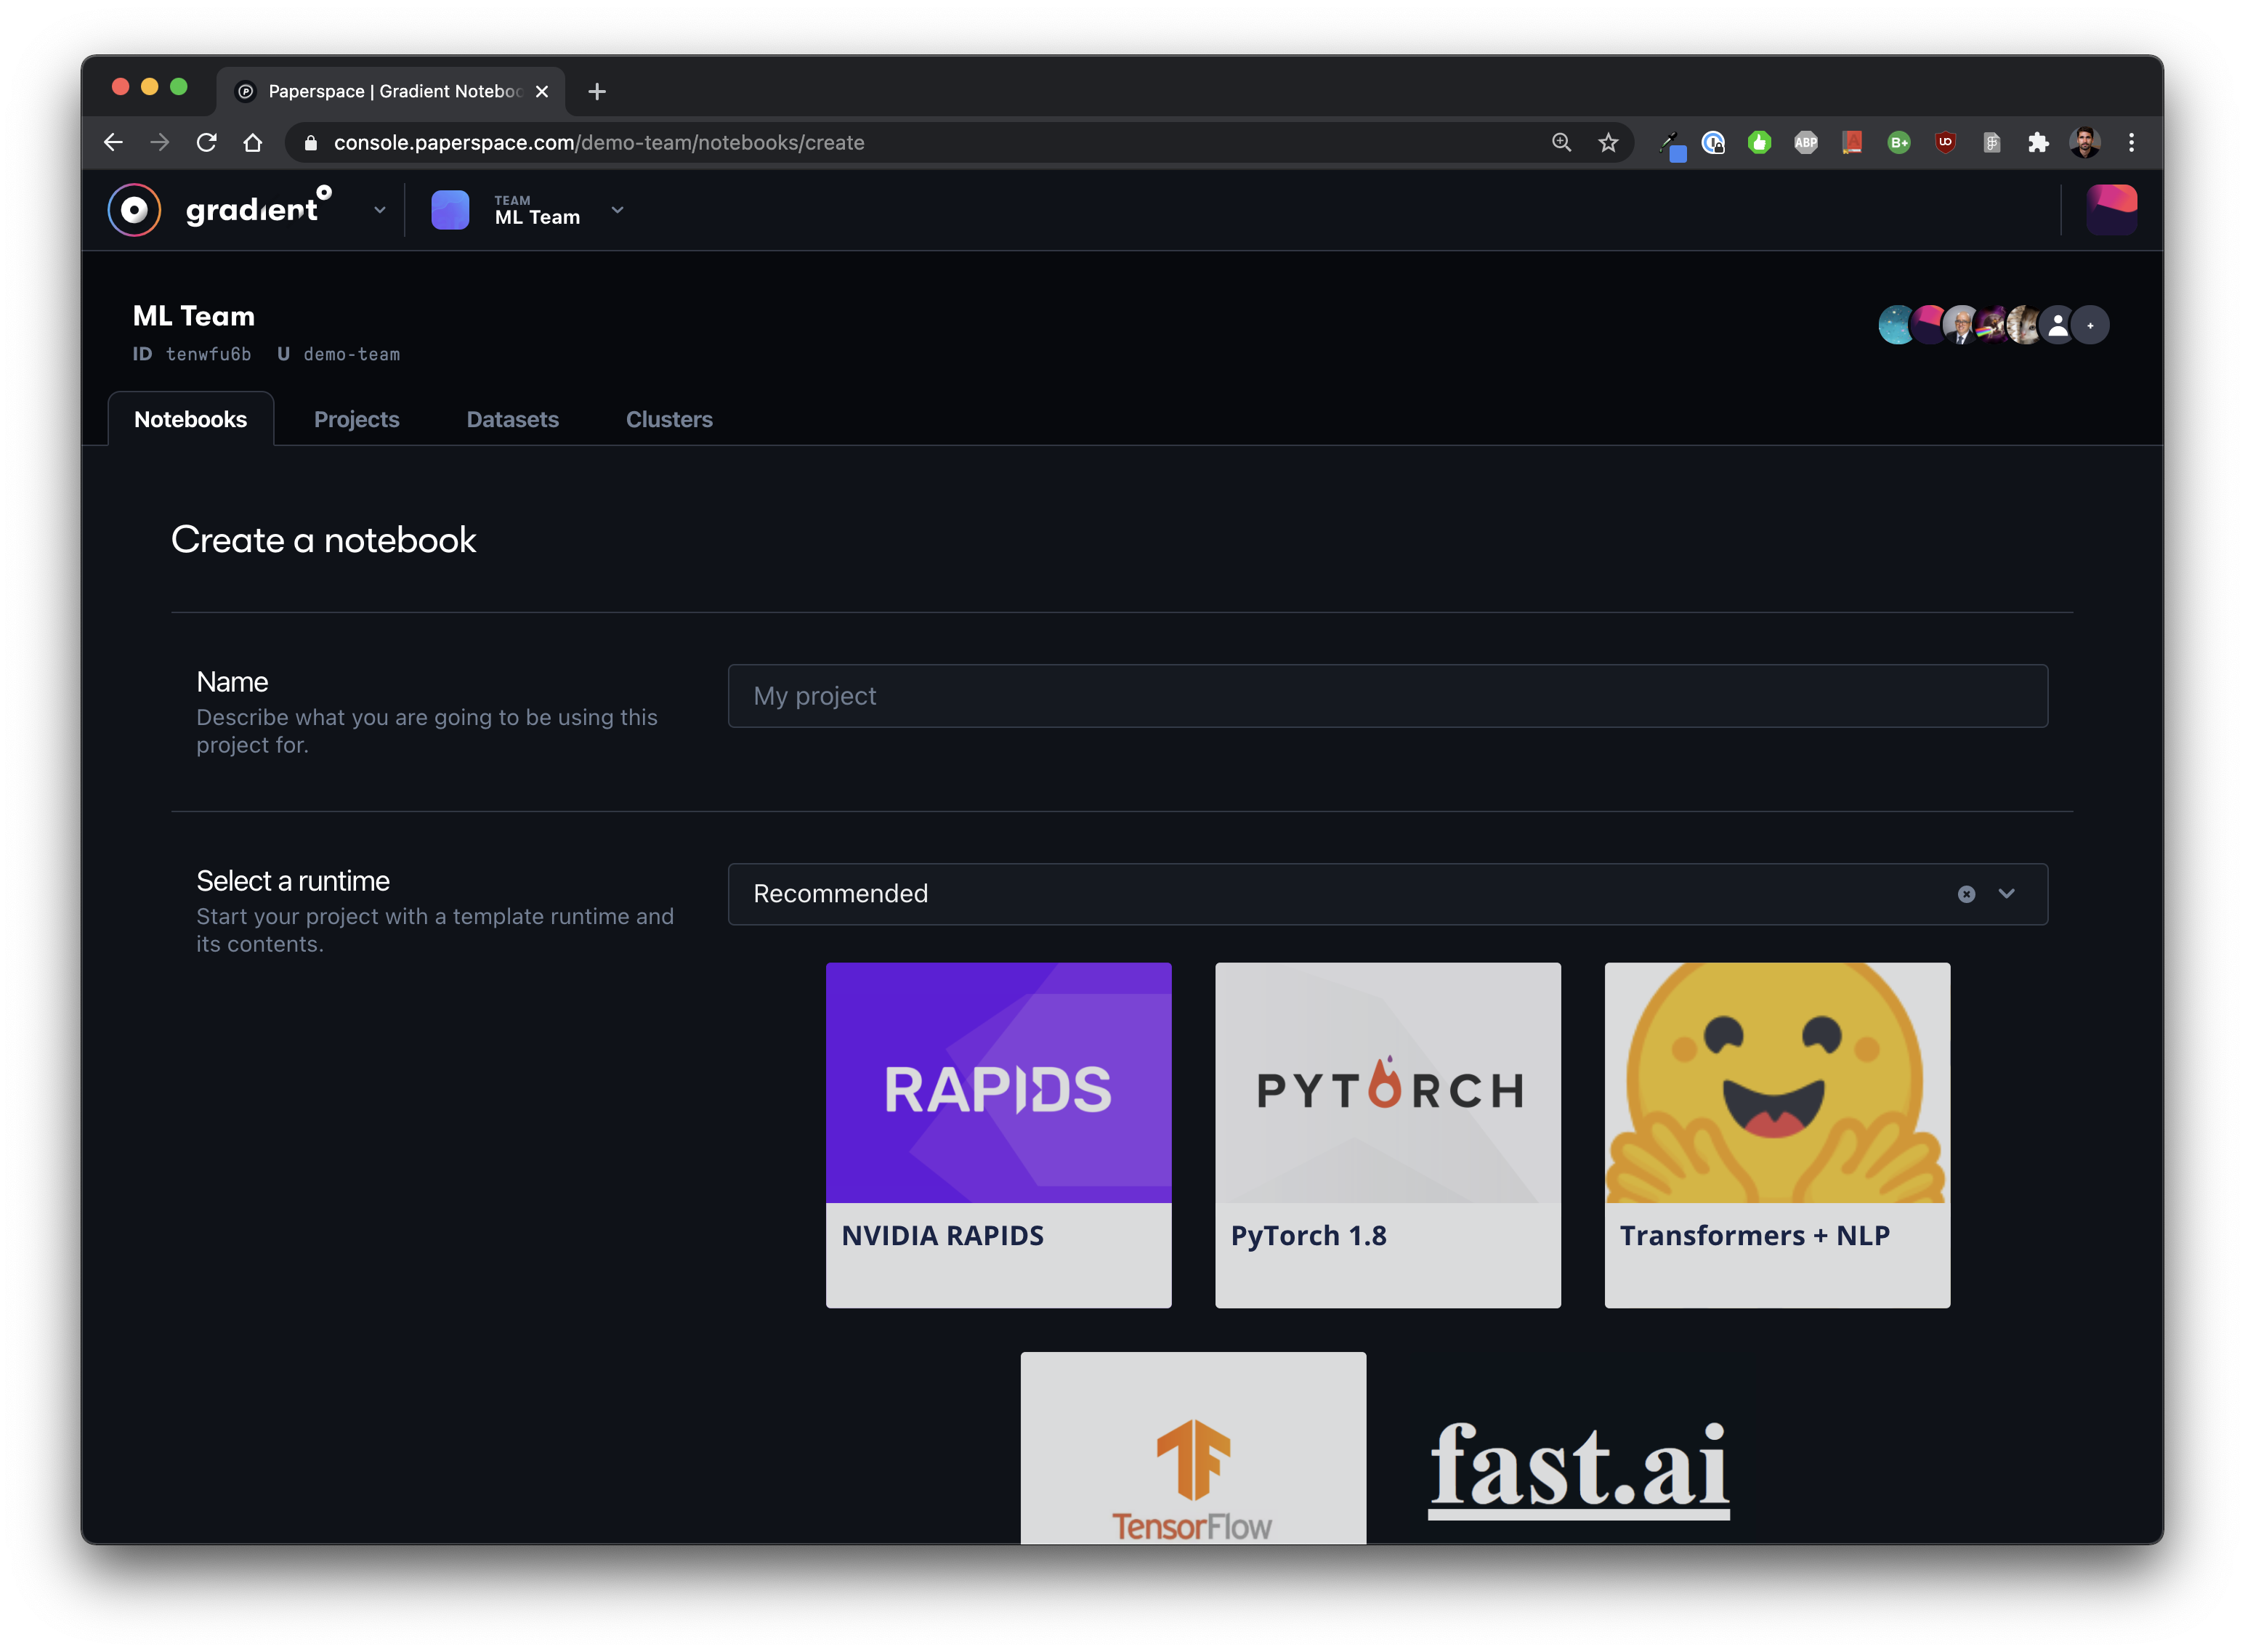 Paperspace | Gradient Noteboo
console.paperspace.com/demo-team/notebooks/create
ABP
B+
gradient
TEAM
ML Team
ML Team
ID tenwfu6b U demo-team
Notebooks Projects Datasets Clusters
Create a notebook
Name
Describe what you are going to be using this
project for.
My project
Select a runtime
Start your project with a template runtime and
its contents.
Recommended
RAPIDS
PYTORCH
NVIDIA RAPIDS
PyTorch 1.8
Transformers + NLP
TensorFlow
fast.ai